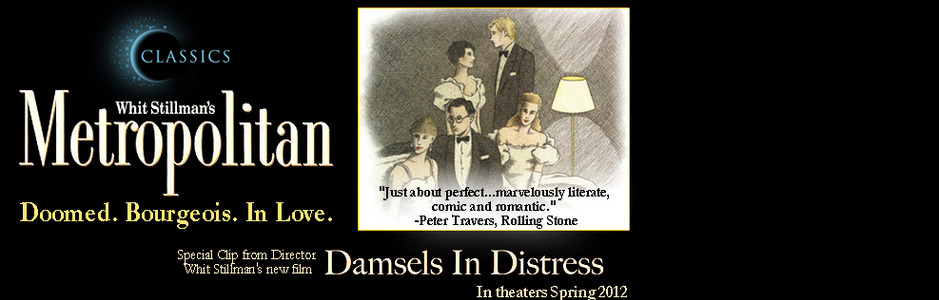 CLASSICS
Whit Stillman's
Metropolitan
Doomed. Bourgeois. In Love.
"Just about perfect...marvelously literate,
comic and romantic."
-Peter Travers, Rolling Stone
Special Clip from Director
Whit Stillman's new film
Damsels In Distress
In theaters Spring 2012